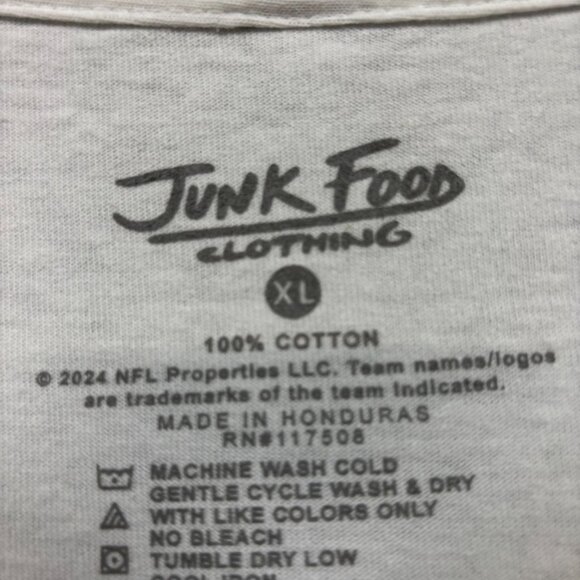 JUNK FOOD
CLOTHING
XL
100% COTTON
© 2024 NFL Properties LLC. Team names/logos
are trademarks of the team indicated.
MADE IN HONDURAS
RN#117508
MACHINE WASH COLD
GENTLE CYCLE WASH & DRY
WITH LIKE COLORS ONLY
NO BLEACH
TUMBLE DRY LOW
COOL IRON